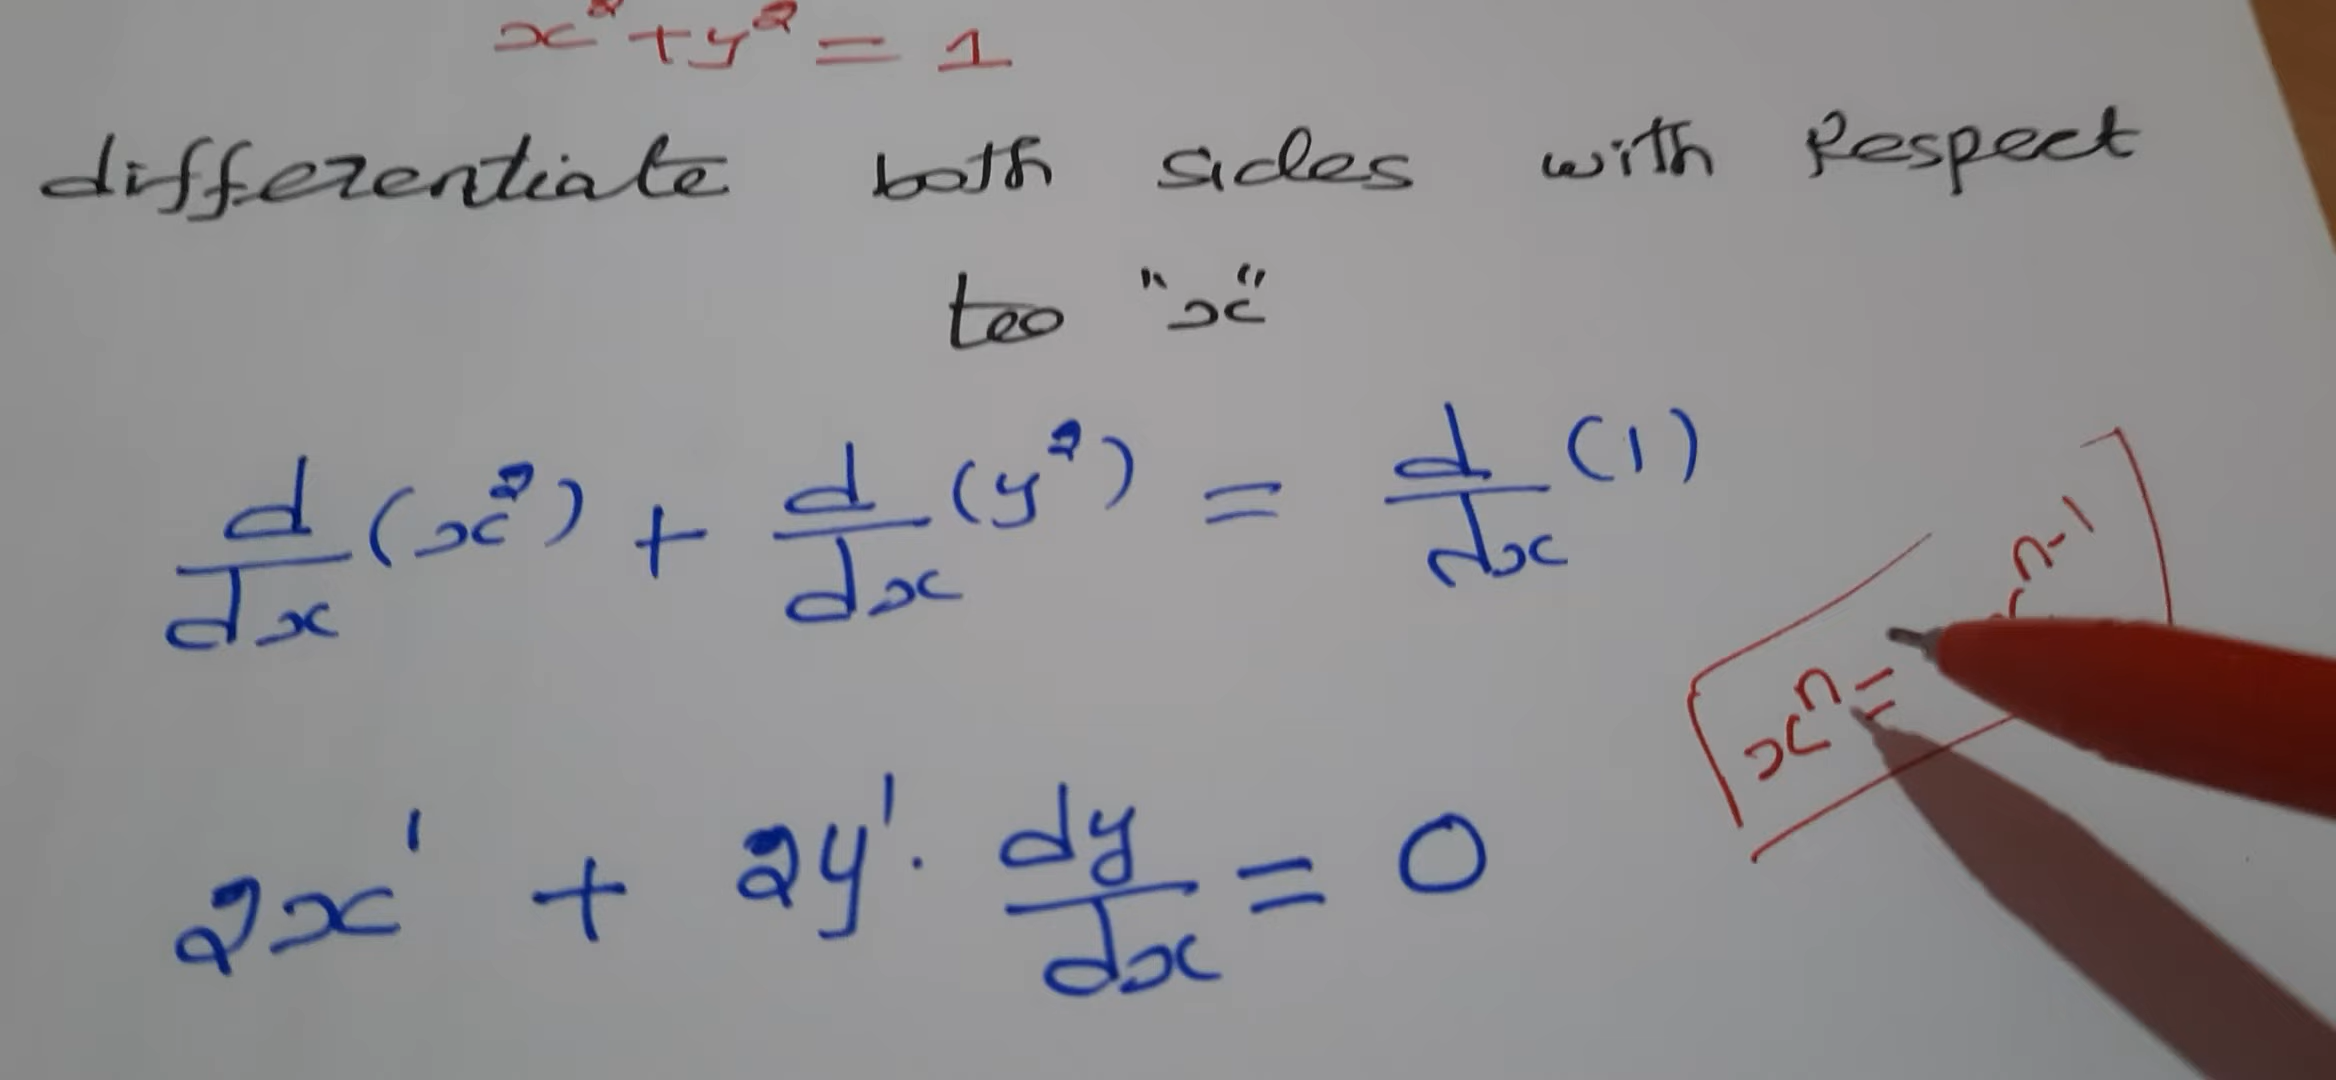 x² + y² = 1
differentiate both sides with Respect
too "x"
d/dx (x²) + d/dx (y²) = d/dx (1)
2x¹ + 2y¹ · dy/dx = 0
xⁿ = ⁿ⁻¹